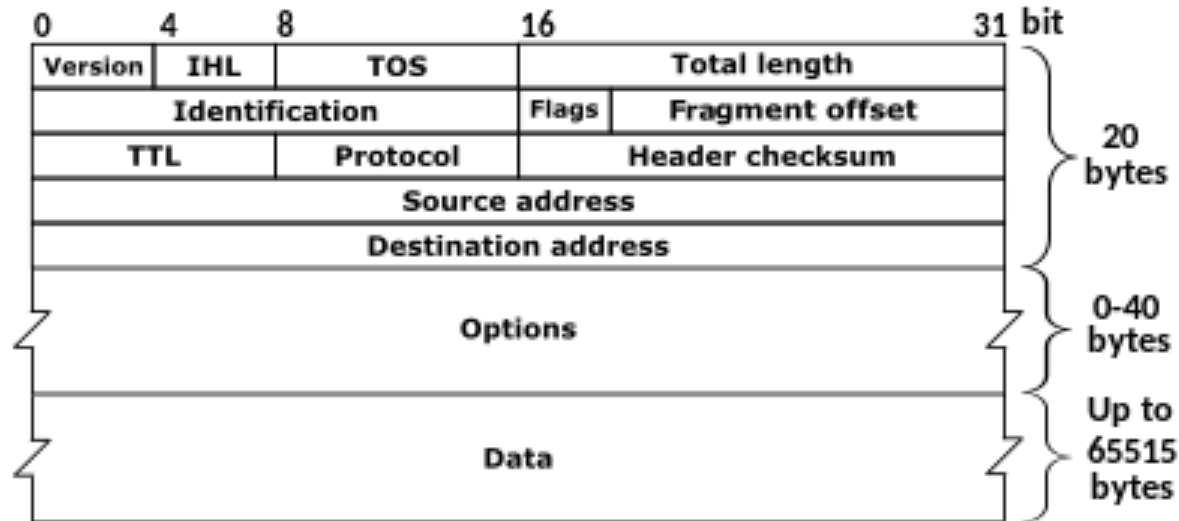 0 4 8 16 31 bit
Version IHL TOS Total length
Identification Flags Fragment offset
TTL Protocol Header checksum
Source address
Destination address
20
bytes
Options
0-40
bytes
Data
Up to
65515
bytes